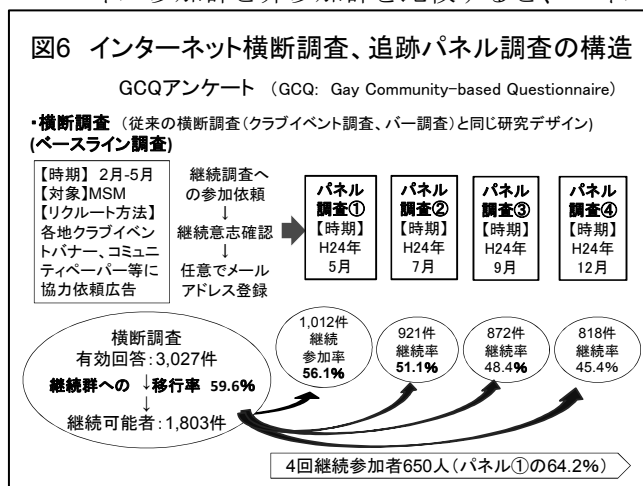 図6 インターネット横断調査、追跡パネル調査の構造
GCQアンケート (GCQ: Gay Community-based Questionnaire)
・横断調査 (従来の横断調査(クラブイベント調査、バー調査)と同じ研究デザイン)
(ベースライン調査)
【時期】 2月-5月
【対象】MSM
【リクルート方法】
各地クラブイベン
トバナー、コミュニ
ティペーパー等に
協力依頼広告
継続調査へ
の参加依頼
↓
継続意志確認
↓
任意でメール
アドレス登録
パネル
調査①
【時期】
H24年
5月
パネル
調査②
【時期】
H24年
7月
パネル
調査③
【時期】
H24年
9月
パネル
調査④
【時期】
H24年
12月
横断調査
有効回答:3,027件
継続群への ↓移行率 59.6%
↓
継続可能者:1,803件
1,012件
継続
参加率
56.1%
921件
継続率
51.1%
872件
継続率
48.4%
818件
継続率
45.4%
4回継続参加者650人(パネル①の64.2%)